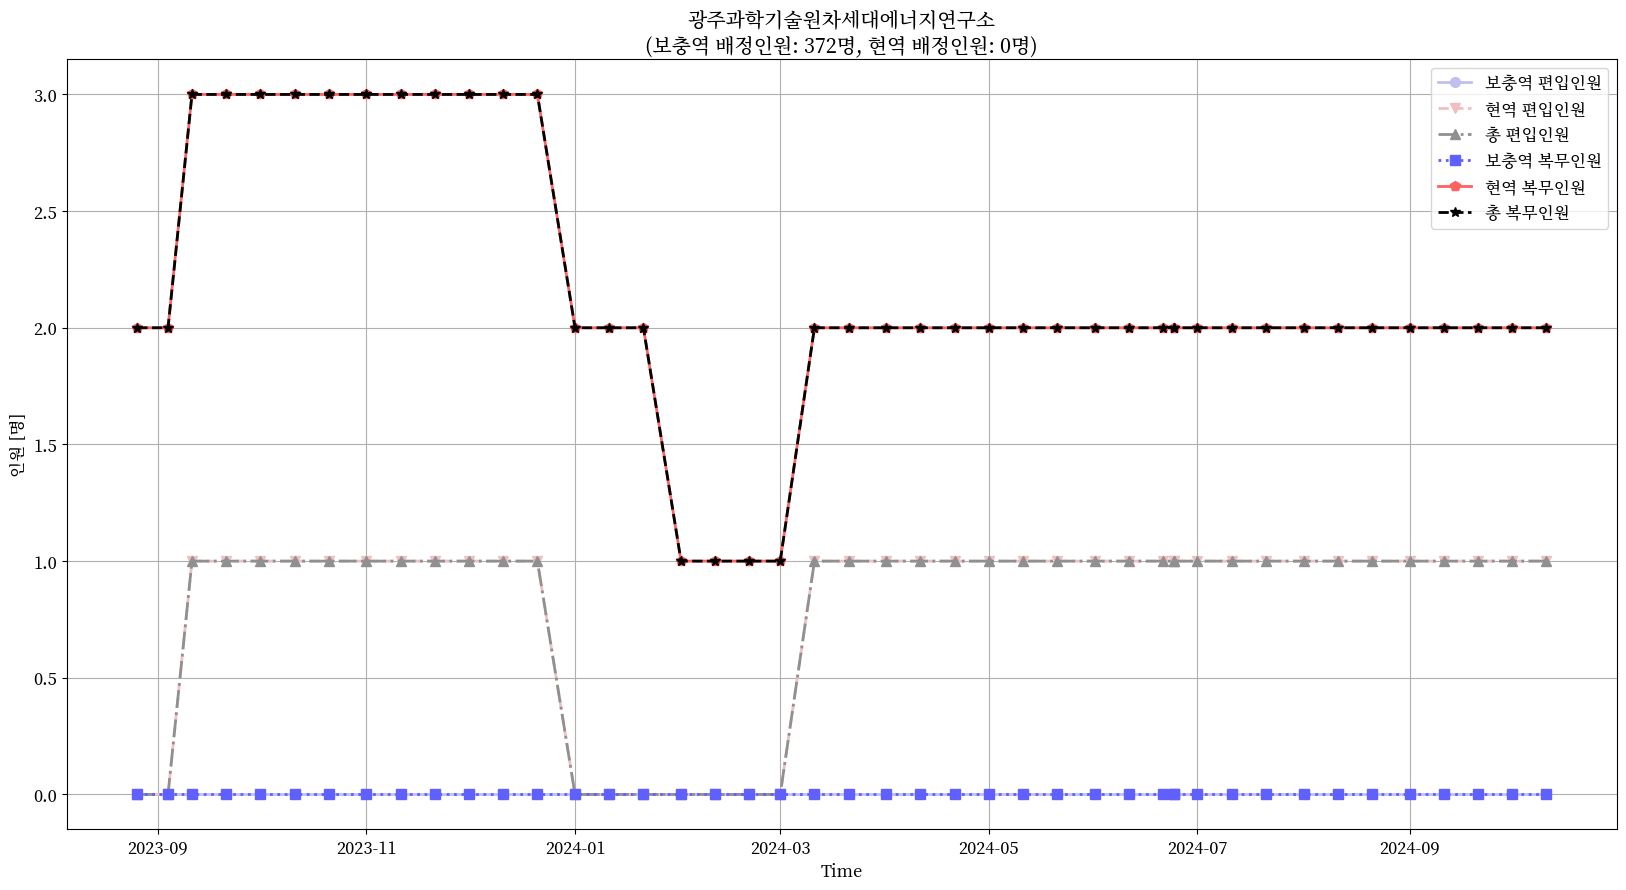 광주과학기술원차세대에너지연구소
(보충역 배정인원: 372명, 현역 배정인원: 0명)
보충역 편입인원
현역 편입인원
총 편입인원
보충역 복무인원
현역 복무인원
총 복무인원
인원 [명]
3.0
2.5
2.0
1.5
1.0
0.5
0.0
2023-09
2023-11
2024-01
2024-03
2024-05
2024-07
2024-09
Time